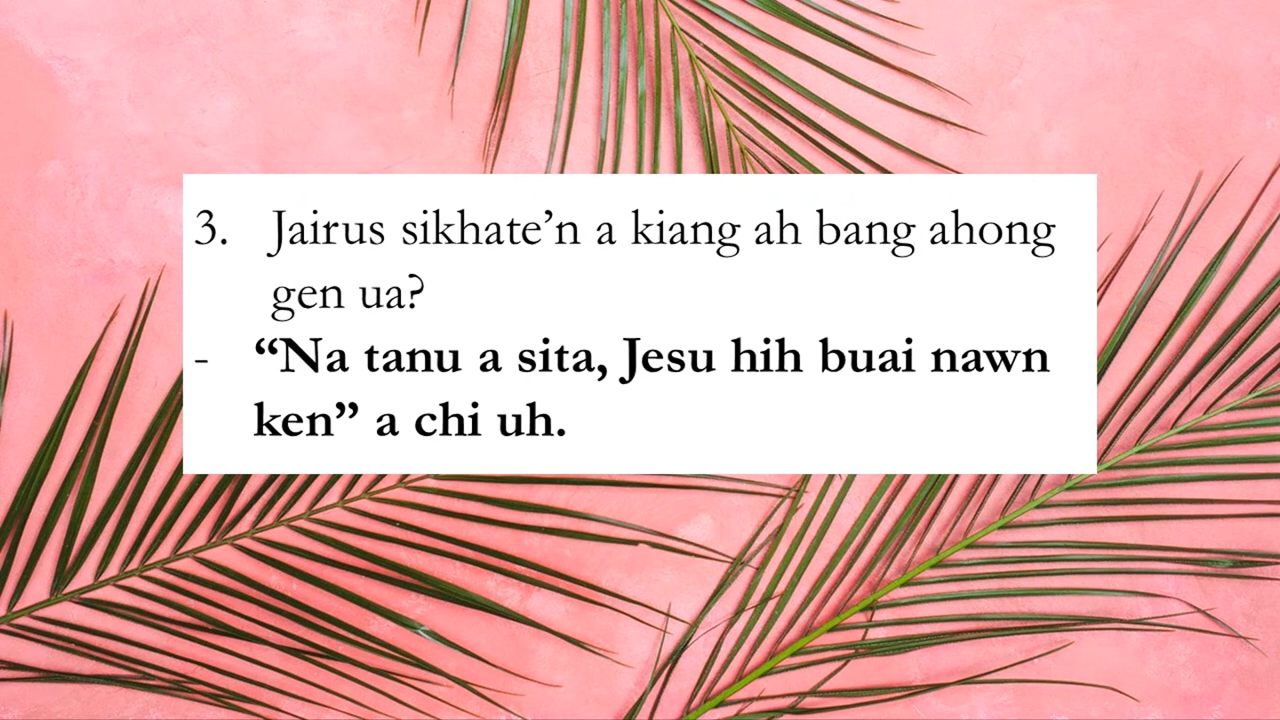 3. Jairus sikhate’n a kiang ah bang ahong
gen ua?
- “Na tanu a sita, Jesu hih buai nawn
ken” a chi uh.